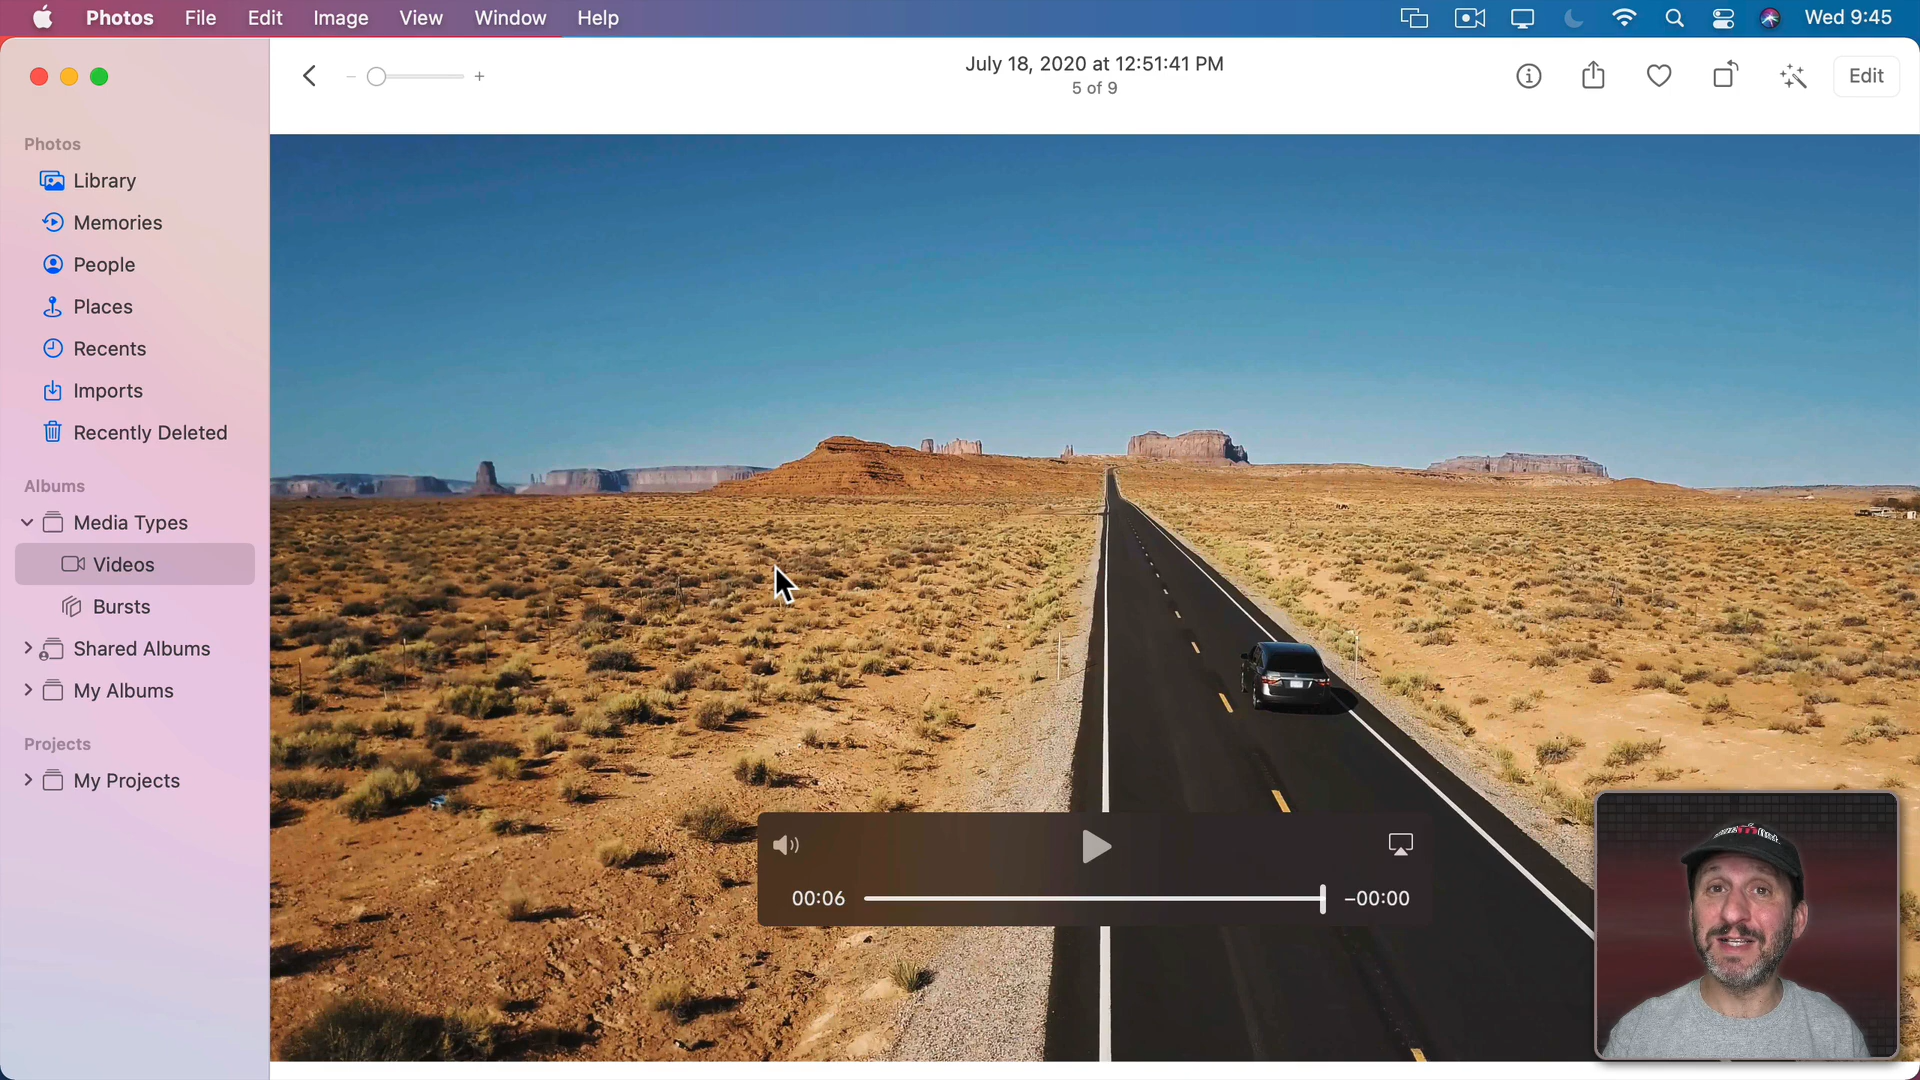 Photos File Edit Image View Window Help Wed 9:45
July 18, 2020 at 12:51:41 PM
5 of 9
Edit
Photos
Library
Memories
People
Places
Recents
Imports
Recently Deleted
Albums
Media Types
Videos
Bursts
Shared Albums
My Albums
Projects
My Projects
00:06 −00:00